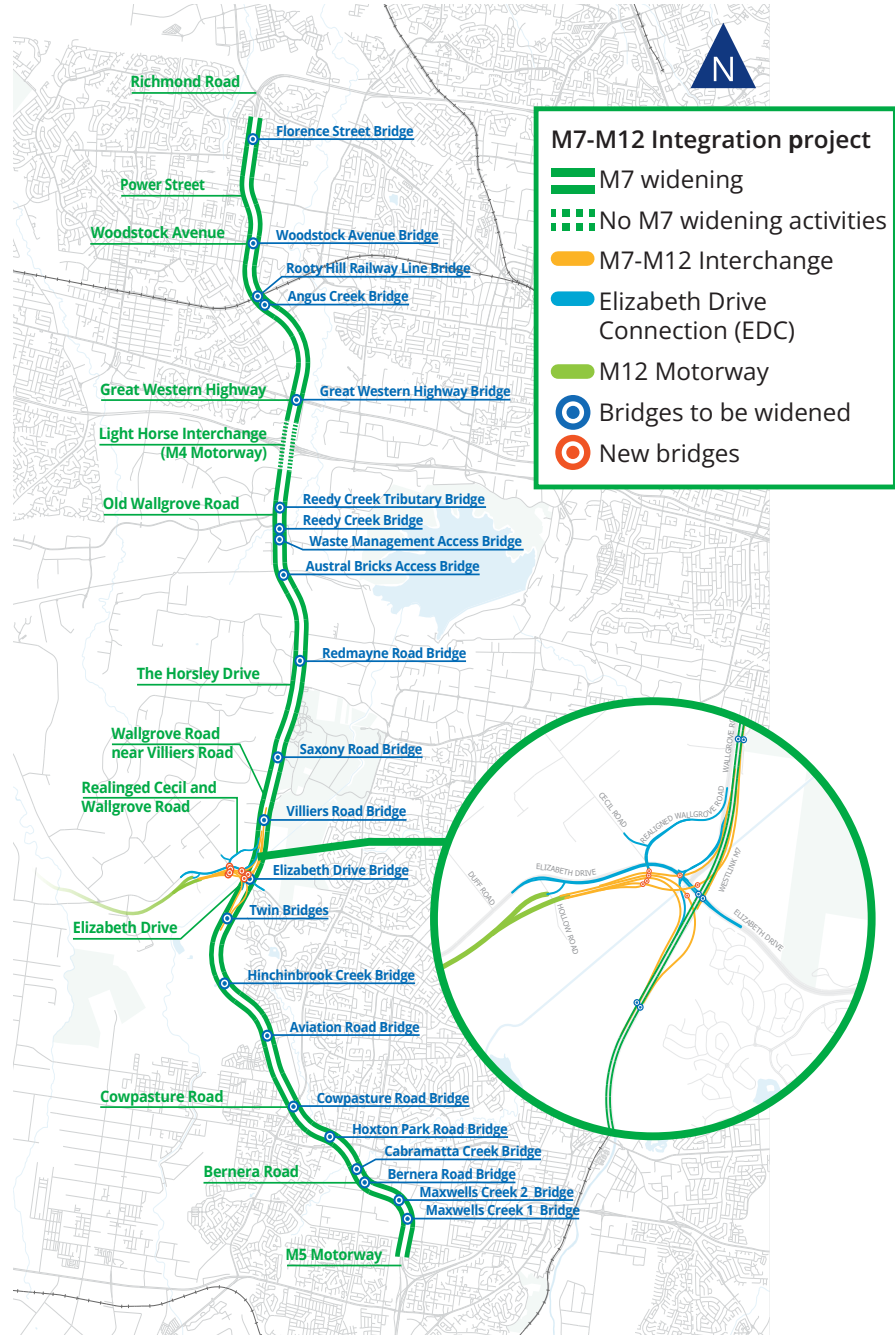 N
M7-M12 Integration project
M7 widening
No M7 widening activities
M7-M12 Interchange
Elizabeth Drive
Connection (EDC)
M12 Motorway
Bridges to be widened
New bridges
Richmond Road
Florence Street Bridge
Power Street
Woodstock Avenue
Woodstock Avenue Bridge
Rooty Hill Railway Line Bridge
Angus Creek Bridge
Great Western Highway
Great Western Highway Bridge
Light Horse Interchange
(M4 Motorway)
Old Wallgrove Road
Reedy Creek Tributary Bridge
Reedy Creek Bridge
Waste Management Access Bridge
Austral Bricks Access Bridge
Redmayne Road Bridge
The Horsley Drive
Wallgrove Road
near Villiers Road
Saxony Road Bridge
Realinged Cecil and
Wallgrove Road
Villiers Road Bridge
Elizabeth Drive Bridge
Twin Bridges
Elizabeth Drive
Hinchinbrook Creek Bridge
Aviation Road Bridge
Cowpasture Road
Cowpasture Road Bridge
Hoxton Park Road Bridge
Cabramatta Creek Bridge
Bernera Road
Bernera Road Bridge
Maxwells Creek 2 Bridge
Maxwells Creek 1 Bridge
M5 Motorway
CECIL ROAD
REALIGNED WALLGROVE ROAD
WESTLINK M7
DUFF ROAD
ELIZABETH DRIVE
HOLLOW ROAD
ELIZABETH DRIVE